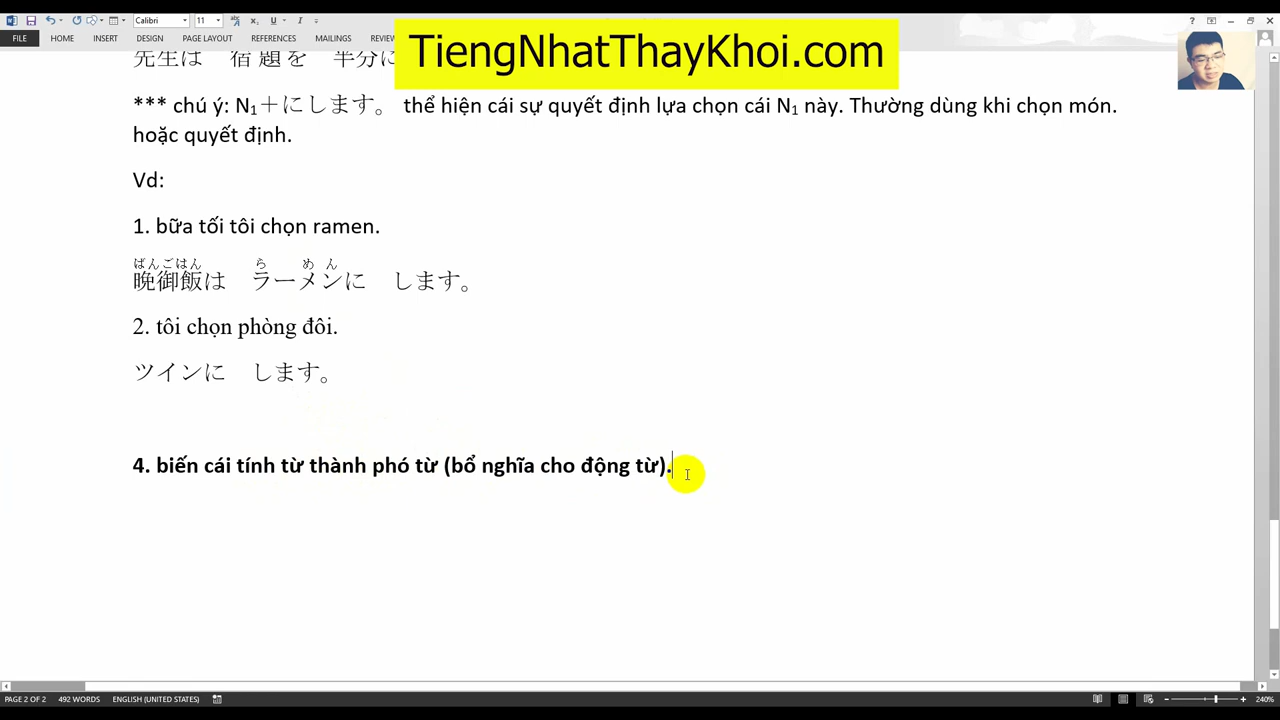 Calibri 11
FILE HOME INSERT DESIGN PAGE LAYOUT REFERENCES MAILINGS
TiengNhatThayKhoi.com
先生は 宿題を 半分に
*** chú ý: N₁＋にします。 thể hiện cái sự quyết định lựa chọn cái N₁ này. Thường dùng khi chọn món.
hoặc quyết định.
Vd:
1. bữa tối tôi chọn ramen.
ばんごはん ら め ん
晩御飯は ラーメンに します。
2. tôi chọn phòng đôi.
ツインに します。
4. biến cái tính từ thành phó từ (bổ nghĩa cho động từ).
PAGE 2 OF 2 492 WORDS ENGLISH (UNITED STATES) 240%